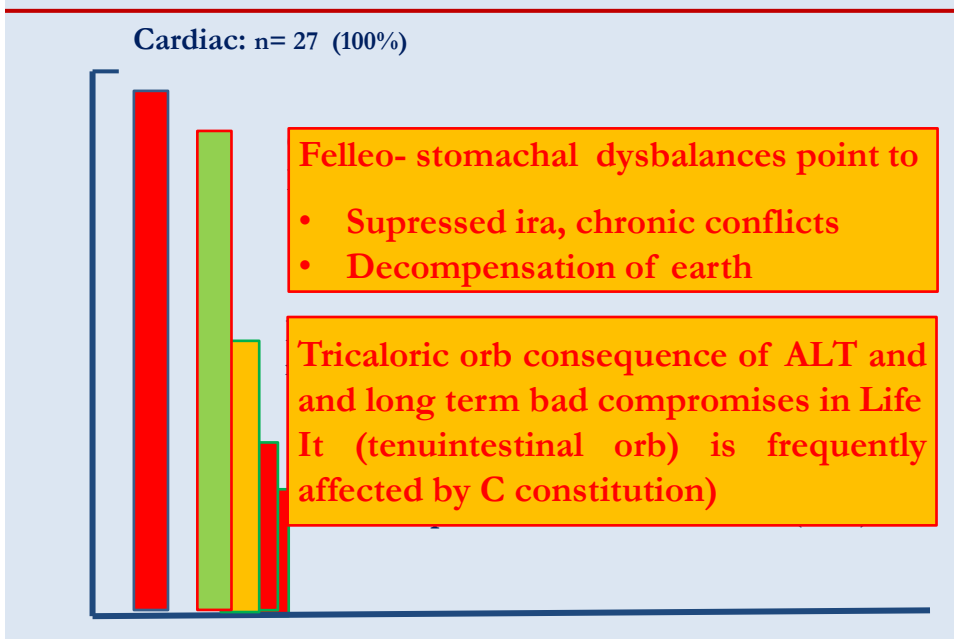 Cardiac: n= 27 (100%)
Felleo- stomachal dysbalances point to
• Supressed ira, chronic conflicts
• Decompensation of earth
Tricaloric orb consequence of ALT and
and long term bad compromises in Life
It (tenuintestinal orb) is frequently
affected by C constitution)